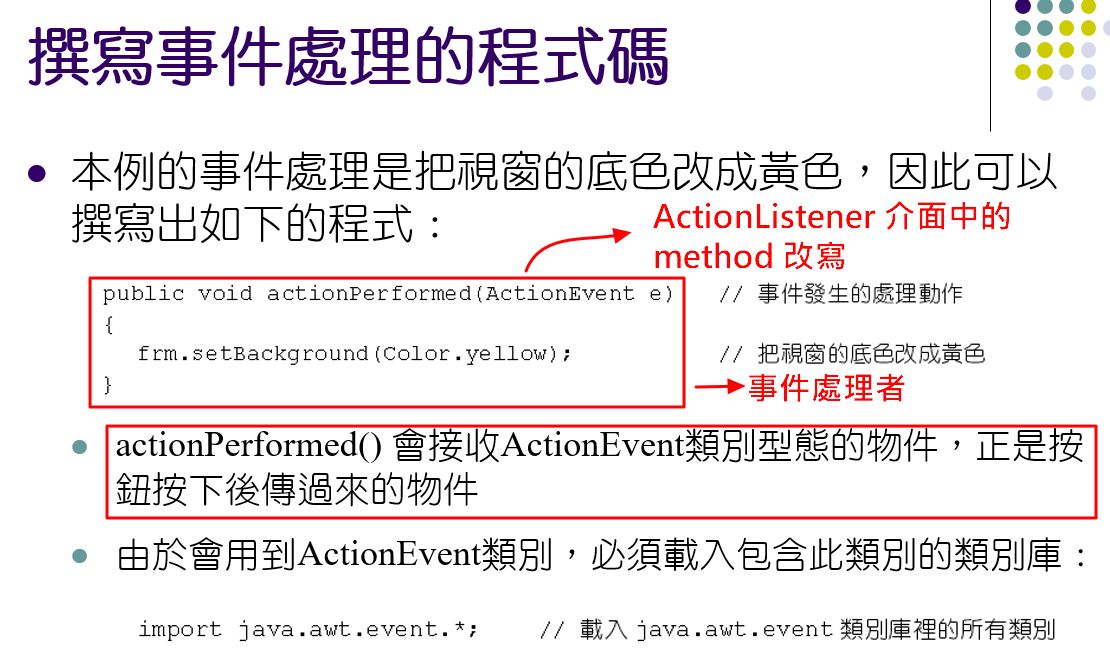 撰寫事件處理的程式碼
本例的事件處理是把視窗的底色改成黃色，因此可以
撰寫出如下的程式：
ActionListener 介面中的
method 改寫
public void actionPerformed(ActionEvent e) // 事件發生的處理動作
{
frm.setBackground(Color.yellow); // 把視窗的底色改成黃色
}
事件處理者
actionPerformed() 會接收ActionEvent類別型態的物件，正是按
鈕按下後傳過來的物件
由於會用到ActionEvent類別，必須載入包含此類別的類別庫：
import java.awt.event.*; // 載入 java.awt.event 類別庫裡的所有類別